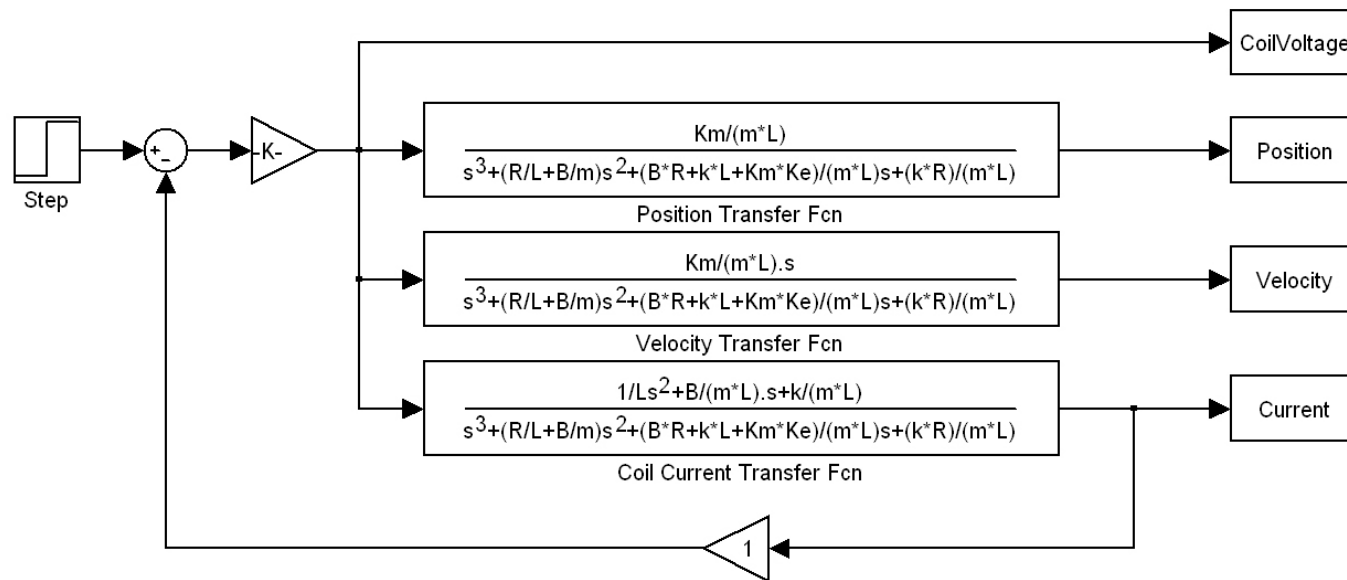 CoilVoltage
Km/(m*L)
s3+(R/L+B/m)s2+(B*R+k*L+Km*Ke)/(m*L)s+(k*R)/(m*L)
Position Transfer Fcn
Position
+
-
-K-
Step
Km/(m*L).s
s3+(R/L+B/m)s2+(B*R+k*L+Km*Ke)/(m*L)s+(k*R)/(m*L)
Velocity Transfer Fcn
Velocity
1/Ls2+B/(m*L).s+k/(m*L)
s3+(R/L+B/m)s2+(B*R+k*L+Km*Ke)/(m*L)s+(k*R)/(m*L)
Coil Current Transfer Fcn
Current
1